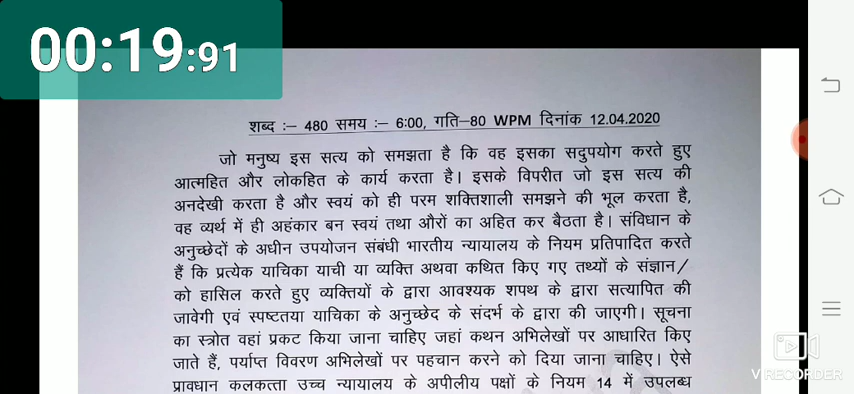 00:19:91
शब्द :– 480 समय :– 6:00, गति–80 WPM दिनांक 12.04.2020
जो मनुष्य इस सत्य को समझता है कि वह इसका सदुपयोग करते हुए
आत्महित और लोकहित के कार्य करता है। इसके विपरीत जो इस सत्य की
अनदेखी करता है और स्वयं को ही परम शक्तिशाली समझने की भूल करता है,
वह व्यर्थ में ही अहंकार बन स्वयं तथा औरों का अहित कर बैठता है। संविधान के
अनुच्छेदों के अधीन उपयोजन संबंधी भारतीय न्यायालय के नियम प्रतिपादित करते
हैं कि प्रत्येक याचिका याची या व्यक्ति अथवा कथित किए गए तथ्यों के संज्ञान/
को हासिल करते हुए व्यक्तियों के द्वारा आवश्यक शपथ के द्वारा सत्यापित की
जावेगी एवं स्पष्टतया याचिका के अनुच्छेद के संदर्भ के द्वारा की जाएगी। सूचना
का स्त्रोत वहां प्रकट किया जाना चाहिए जहां कथन अभिलेखों पर आधारित किए
जाते हैं, पर्याप्त विवरण अभिलेखों पर पहचान करने को दिया जाना चाहिए। ऐसे
प्रावधान कलकत्ता उच्च न्यायालय के अपीलीय पक्षों के नियम 14 में उपलब्ध
V RECORDER